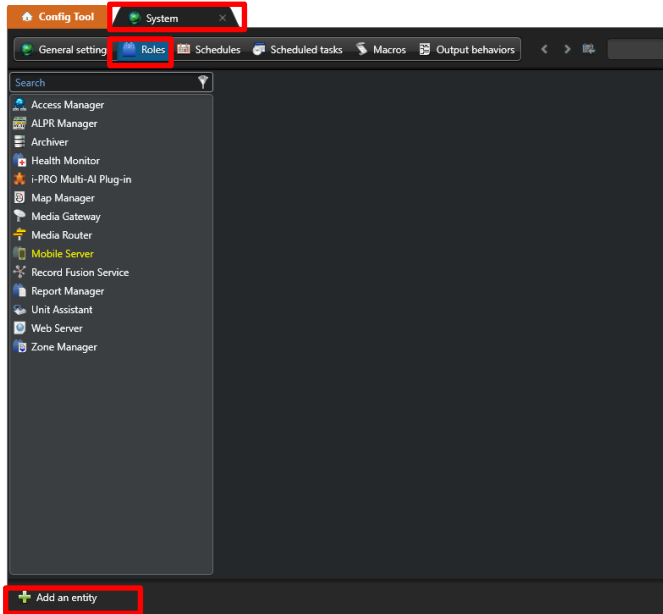 Config Tool
System ×
General setting Roles Schedules Scheduled tasks Macros Output behaviors
Search
Access Manager
ALPR Manager
Archiver
Health Monitor
i-PRO Multi-AI Plug-in
Map Manager
Media Gateway
Media Router
Mobile Server
Record Fusion Service
Report Manager
Unit Assistant
Web Server
Zone Manager
Add an entity